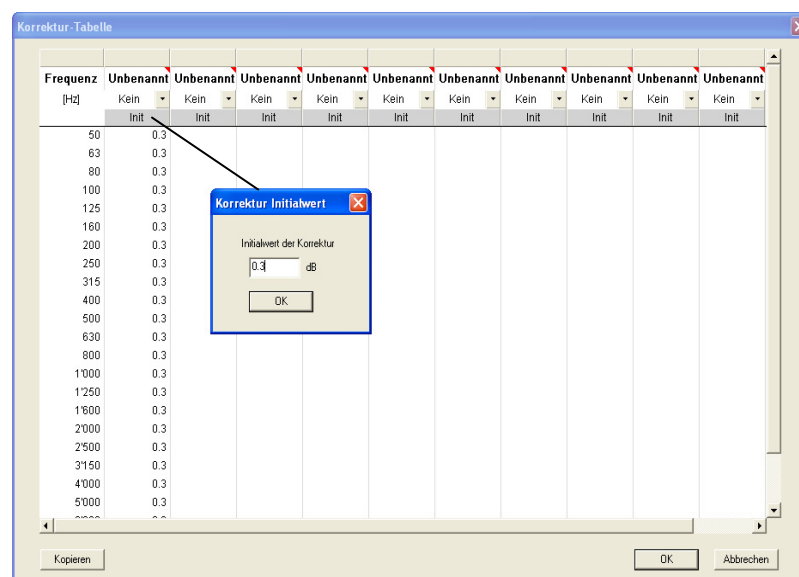 Korrektur-Tabelle
Frequenz Unbenannt Unbenannt Unbenannt Unbenannt Unbenannt Unbenannt Unbenannt Unbenannt Unbenannt Unbenannt
[Hz] Kein Kein Kein Kein Kein Kein Kein Kein Kein Kein
Init Init Init Init Init Init Init Init Init Init
50 0.3
63 0.3
80 0.3
100 0.3
125 0.3
160 0.3
200 0.3
250 0.3
315 0.3
400 0.3
500 0.3
630 0.3
800 0.3
1'000 0.3
1'250 0.3
1'600 0.3
2'000 0.3
2'500 0.3
3'150 0.3
4'000 0.3
5'000 0.3
Korrektur Initialwert
Initialwert der Korrektur
0.3 dB
OK
Kopieren OK Abbrechen